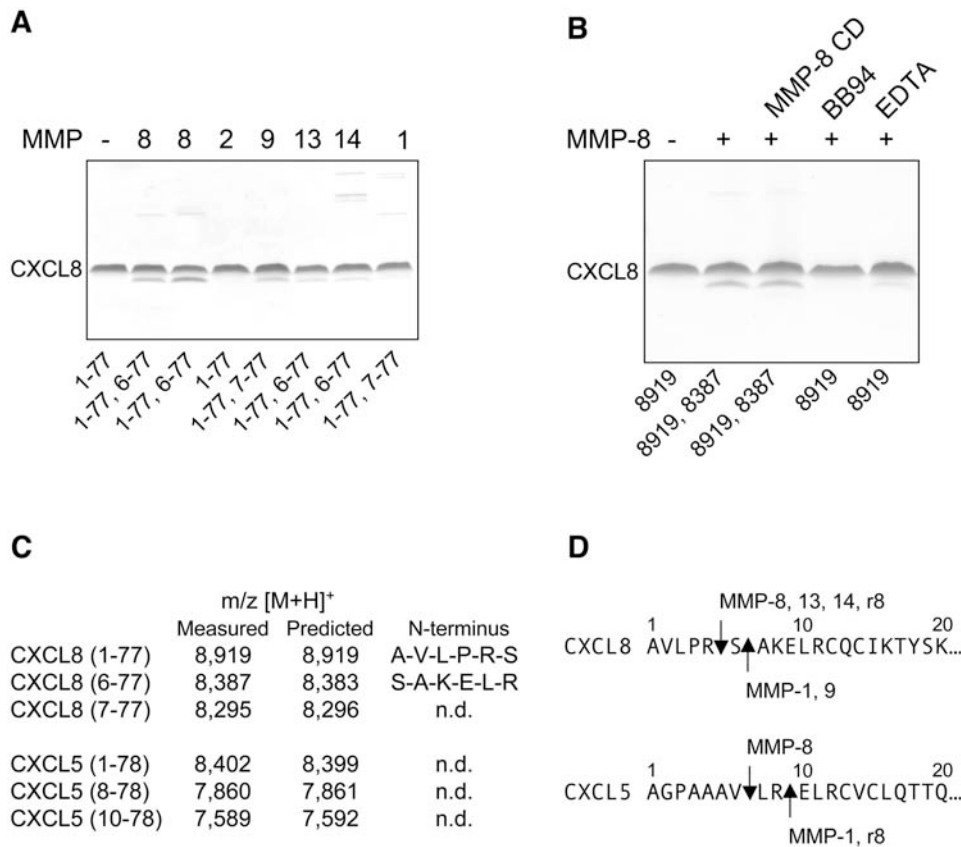 A
MMP - 8 8 2 9 13 14 1
CXCL8
1-77
1-77, 6-77
1-77, 6-77
1-77
1-77, 7-77
1-77, 6-77
1-77, 6-77
1-77, 7-77
B
MMP-8 CD
BB94
EDTA
MMP-8 - + + + +
CXCL8
8919
8919, 8387
8919, 8387
8919
8919
C
m/z [M+H]+
Measured Predicted N-terminus
CXCL8 (1-77) 8,919 8,919 A-V-L-P-R-S
CXCL8 (6-77) 8,387 8,383 S-A-K-E-L-R
CXCL8 (7-77) 8,295 8,296 n.d.
CXCL5 (1-78) 8,402 8,399 n.d.
CXCL5 (8-78) 7,860 7,861 n.d.
CXCL5 (10-78) 7,589 7,592 n.d.
D
MMP-8, 13, 14, r8
1 10 20
CXCL8 AVLPR S AKELRCQCIKTYSK...
MMP-1, 9
MMP-8
1 10 20
CXCL5 AGPAAAV LR ELRCVCLQTTQ...
MMP-1, r8